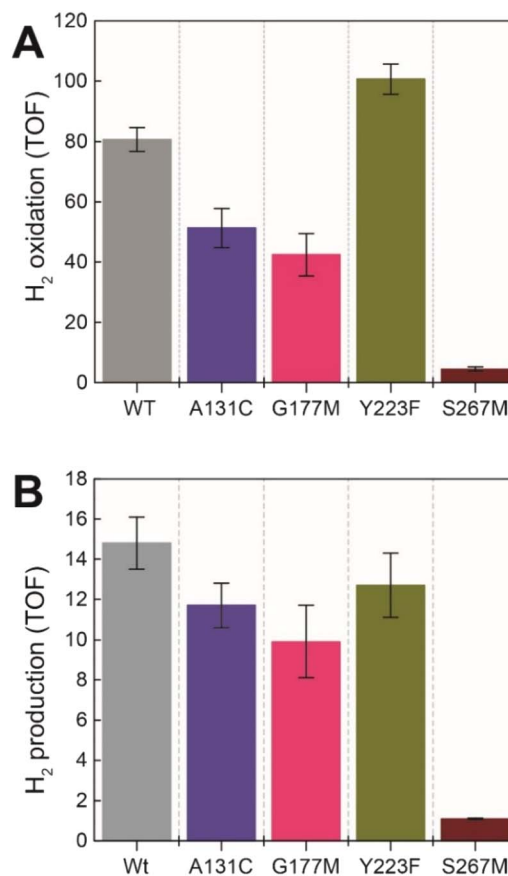 A
H₂ oxidation (TOF)
120
100
80
60
40
20
0
WT A131C G177M Y223F S267M
B
H₂ production (TOF)
18
16
14
12
10
8
6
4
2
0
Wt A131C G177M Y223F S267M